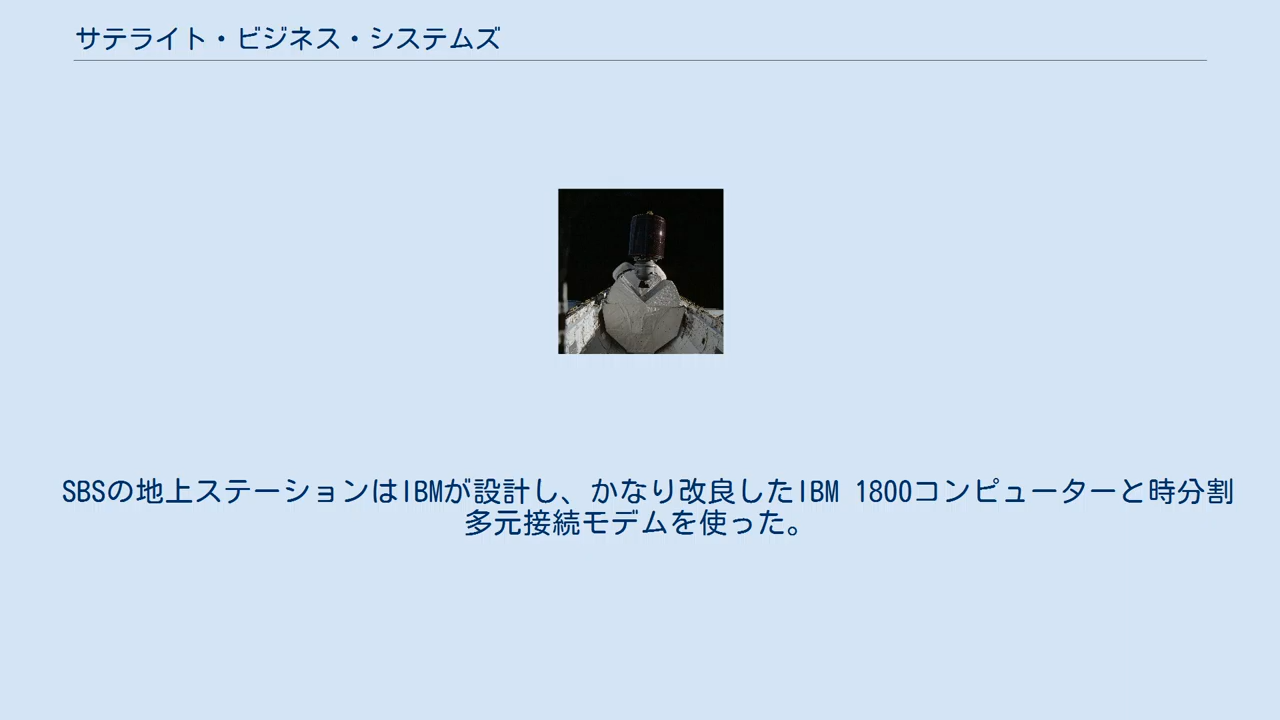 サテライト・ビジネス・システムズ
SBSの地上ステーションはIBMが設計し、かなり改良したIBM 1800コンピューターと時分割
多元接続モデムを使った。